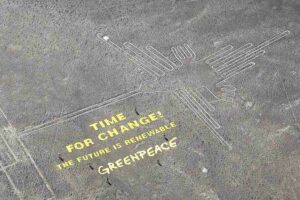 TIME
FOR CHANGE!
THE FUTURE IS RENEWABLE
GREENPEACE